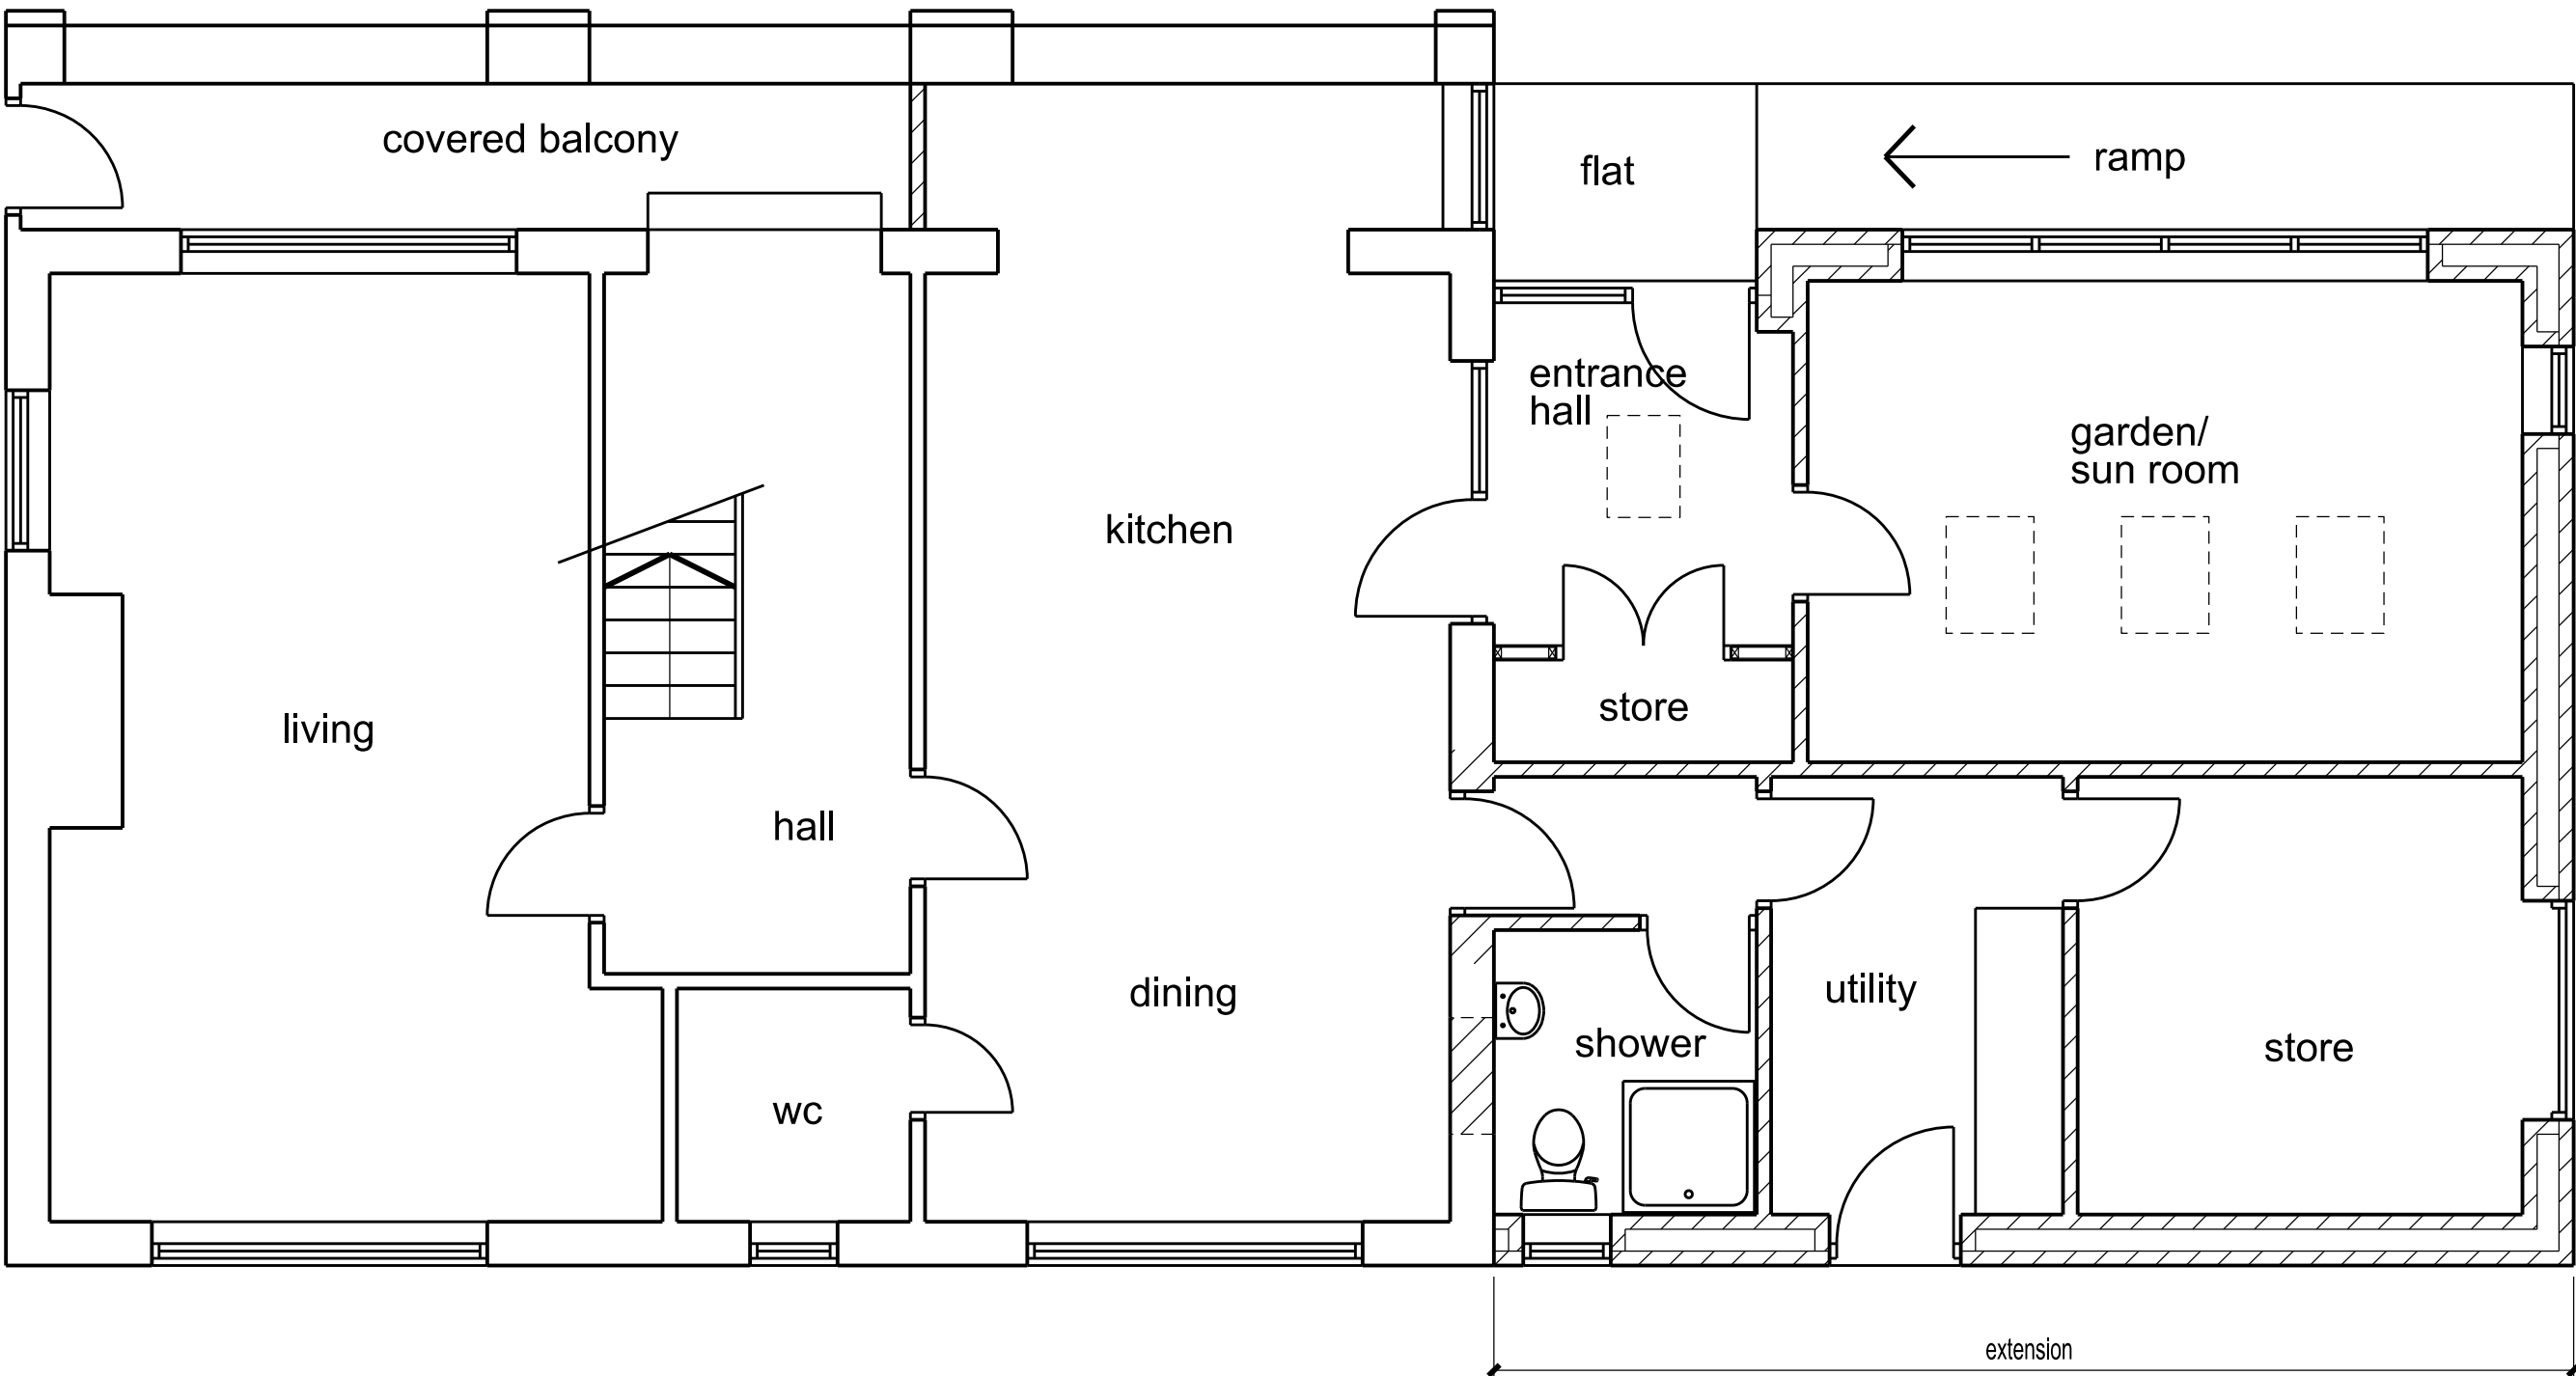 covered balcony
flat
ramp
entrance
hall
garden/
sun room
kitchen
living
store
hall
dining
utility
shower
store
wc
extension